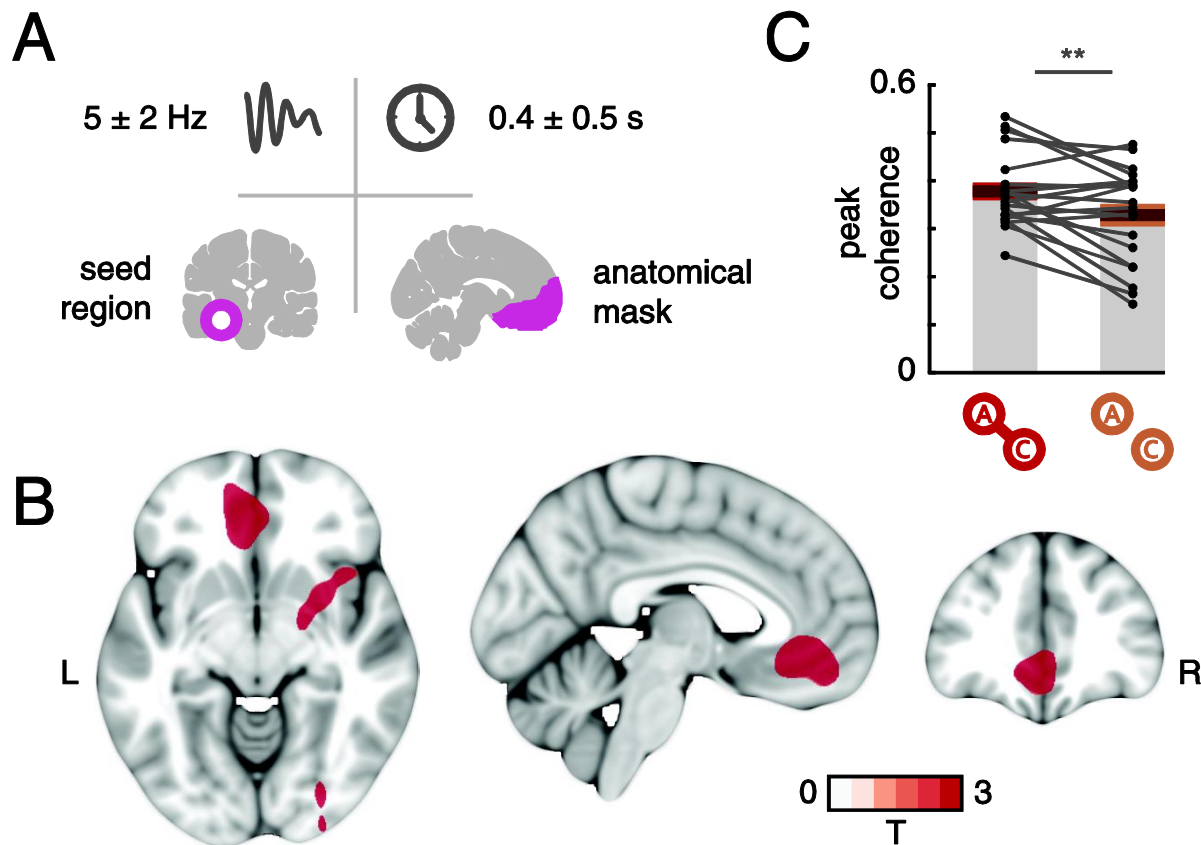 A
5 ± 2 Hz
0.4 ± 0.5 s
seed
region
anatomical
mask
C
**
0.6
peak
coherence
0
A
C
A
C
B
L
R
0
3
T